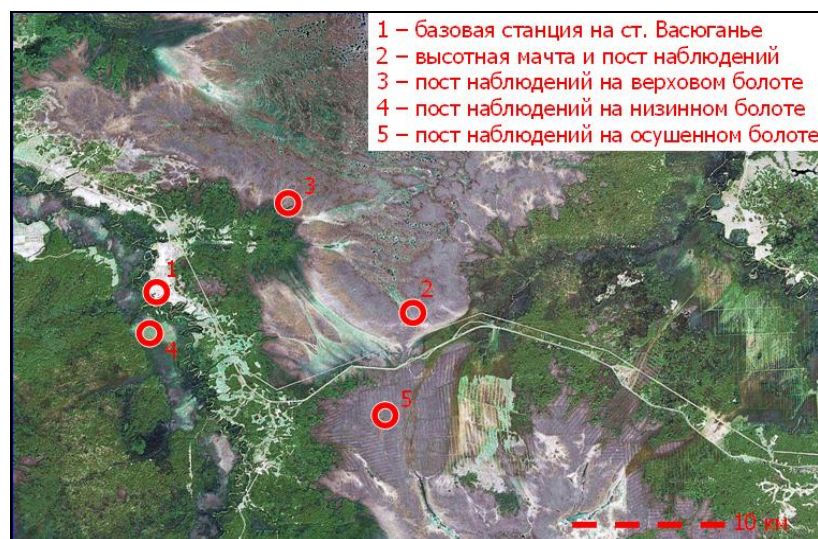 1 – базовая станция на ст. Васюганье
2 – высотная мачта и пост наблюдений
3 – пост наблюдений на верховом болоте
4 – пост наблюдений на низинном болоте
5 – пост наблюдений на осушенном болоте
3
1
2
4
5
10 км